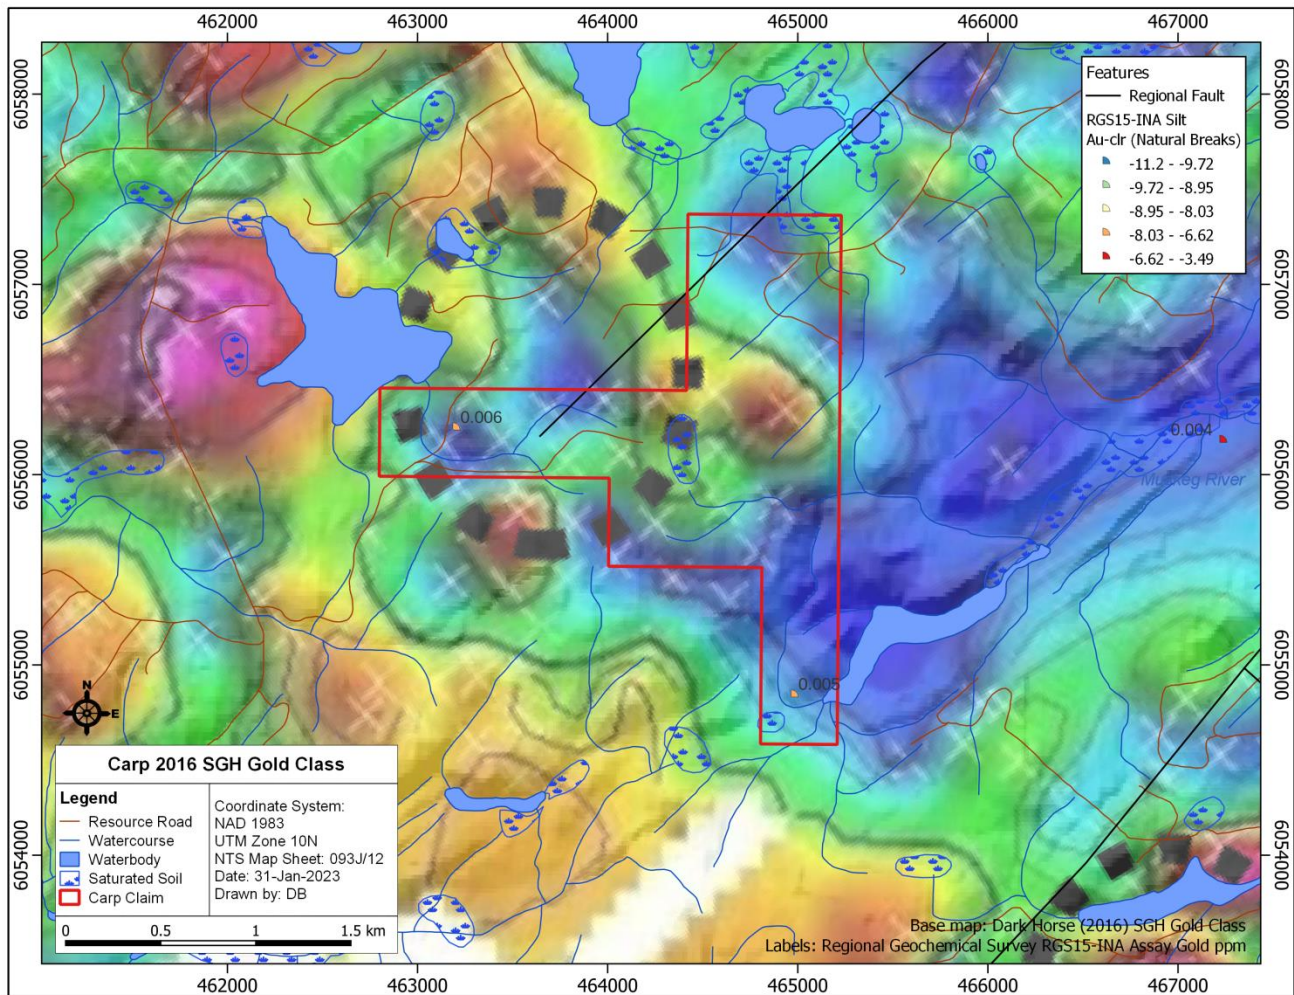 462000 463000 464000 465000 466000 467000
6058000
6057000
6056000
6055000
6054000
6058000
6057000
6056000
6055000
6054000
Features
Regional Fault
RGS15-INA Silt
Au-clr (Natural Breaks)
-11.2 - -9.72
-9.72 - -8.95
-8.95 - -8.03
-8.03 - -6.62
-6.62 - -3.49
0.006
0.004
Muskeg River
0.005
N
E
Carp 2016 SGH Gold Class
Legend
Resource Road
Watercourse
Waterbody
Saturated Soil
Carp Claim
Coordinate System:
NAD 1983
UTM Zone 10N
NTS Map Sheet: 093J/12
Date: 31-Jan-2023
Drawn by: DB
0 0.5 1 1.5 km
Base map: Dark Horse (2016) SGH Gold Class
Labels: Regional Geochemical Survey RGS15-INA Assay Gold ppm
462000 463000 464000 465000 466000 467000